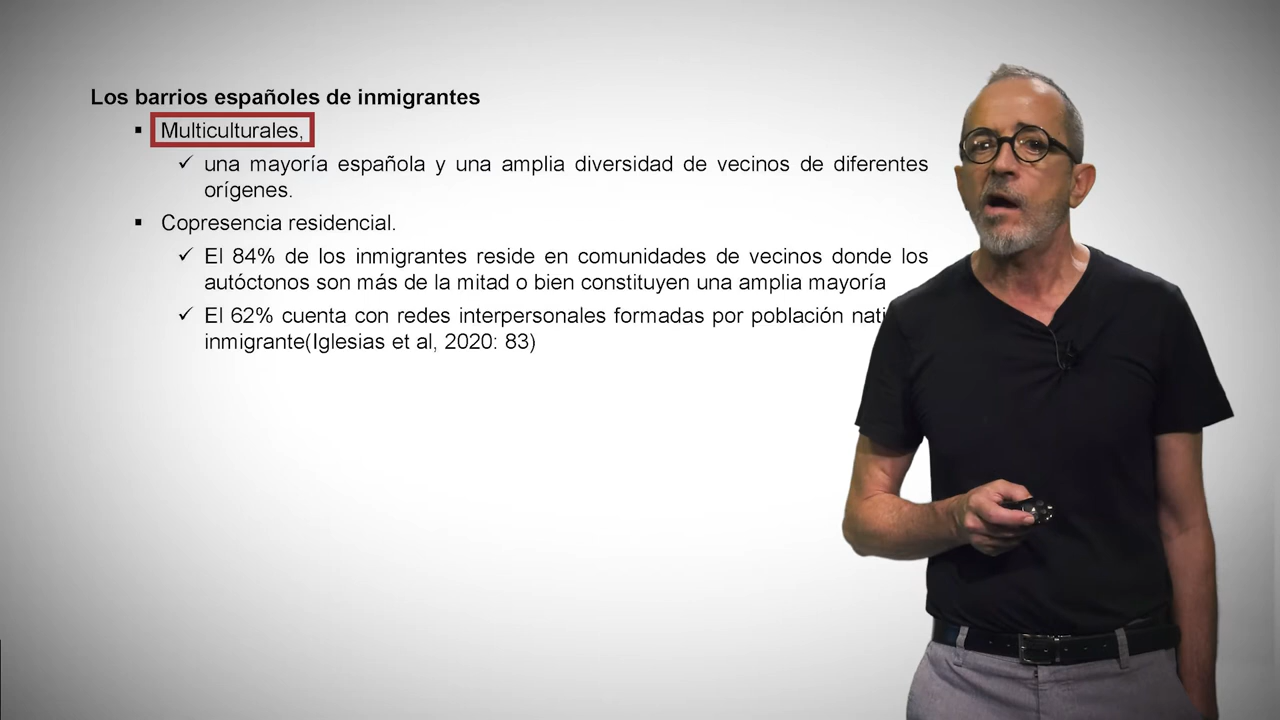 Los barrios españoles de inmigrantes
▪ Multiculturales,
✓ una mayoría española y una amplia diversidad de vecinos de diferentes
orígenes.
▪ Copresencia residencial.
✓ El 84% de los inmigrantes reside en comunidades de vecinos donde los
autóctonos son más de la mitad o bien constituyen una amplia mayoría
✓ El 62% cuenta con redes interpersonales formadas por población
inmigrante(Iglesias et al, 2020: 83)